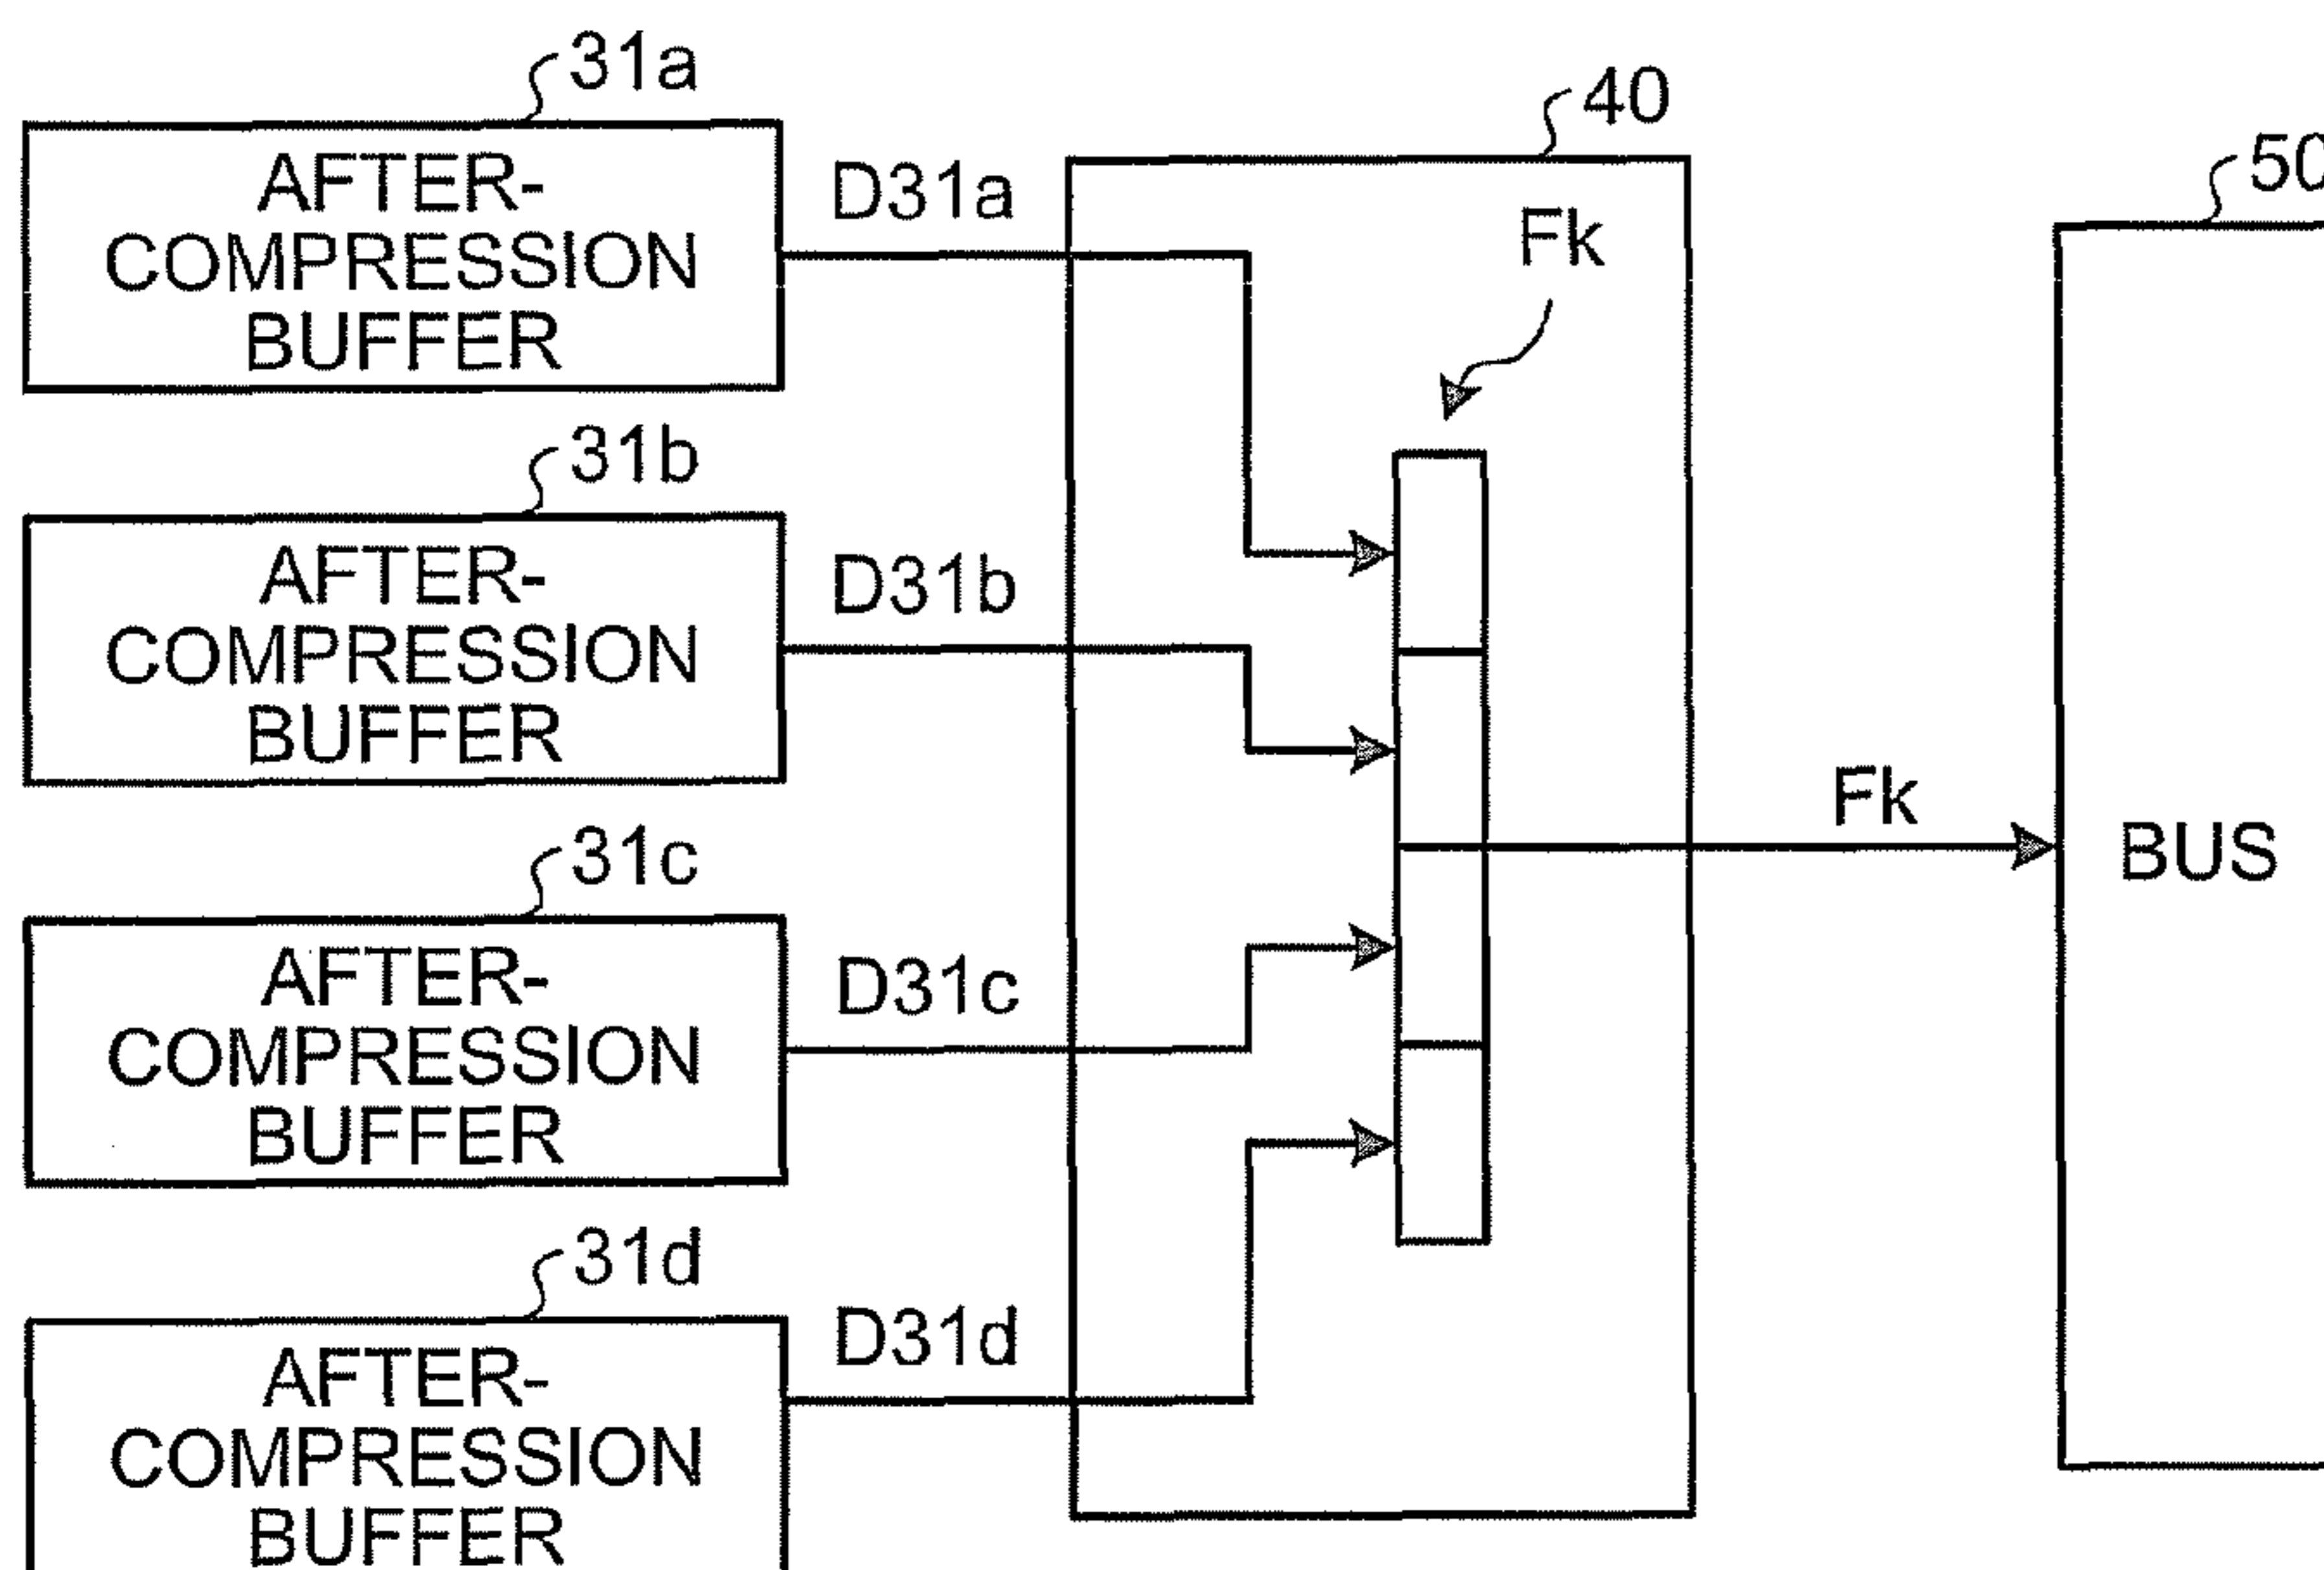 31a
AFTER-
COMPRESSION
BUFFER
D31a
40
Fk
50
31b
AFTER-
COMPRESSION
BUFFER
D31b
Fk
BUS
31c
AFTER-
COMPRESSION
BUFFER
D31c
31d
AFTER-
COMPRESSION
BUFFER
D31d